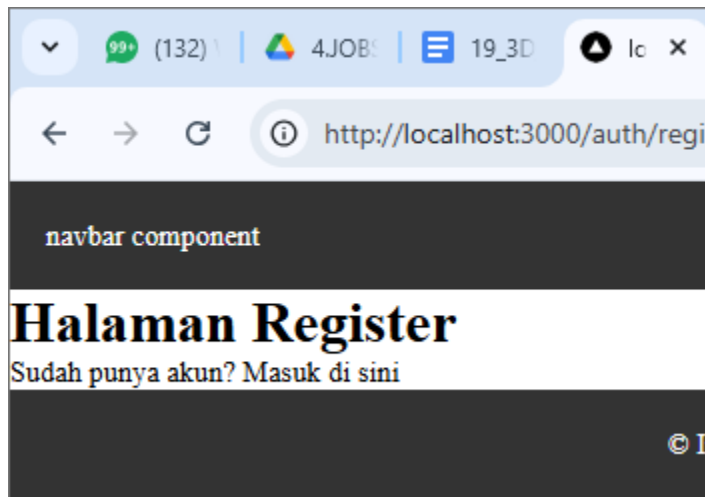 99+ (132) 4.JOBS 19_3D
http://localhost:3000/auth/regi
navbar component
Halaman Register
Sudah punya akun? Masuk di sini
©